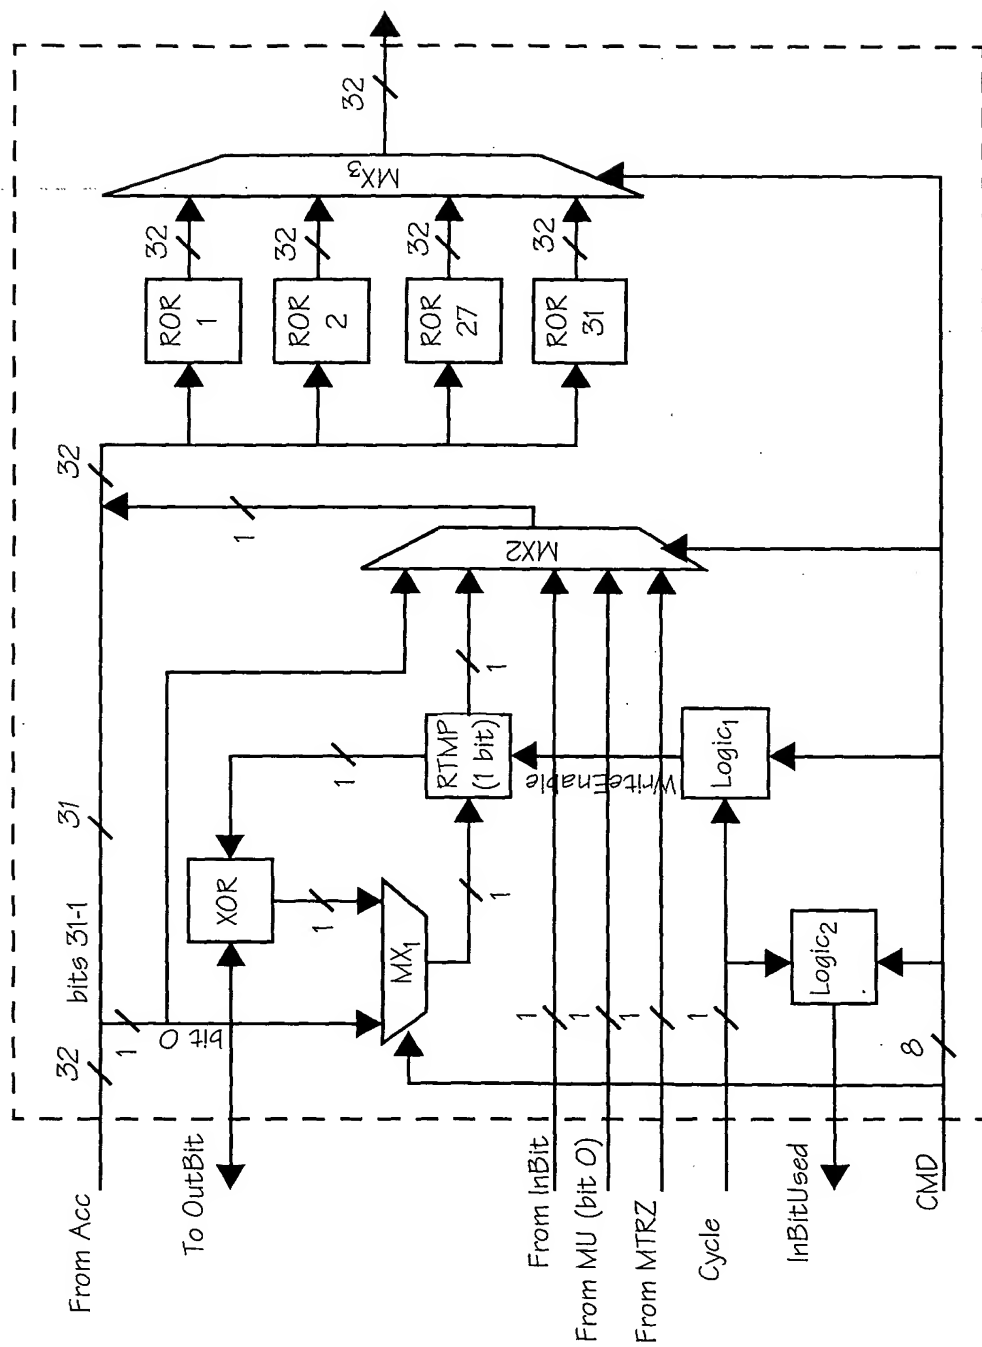 From Acc
32
1
bits 31-1
31
32
bit 0
To OutBit
XOR
1
1
1
MX1
1
RTMP
(1 bit)
1
MX2
ROR
1
32
ROR
2
32
ROR
27
32
ROR
31
32
MX3
32
From InBit
1
From MU (bit 0)
1
From MTRZ
1
WriteEnable
Cycle
1
Logic1
Logic2
InBitUsed
CMD
8